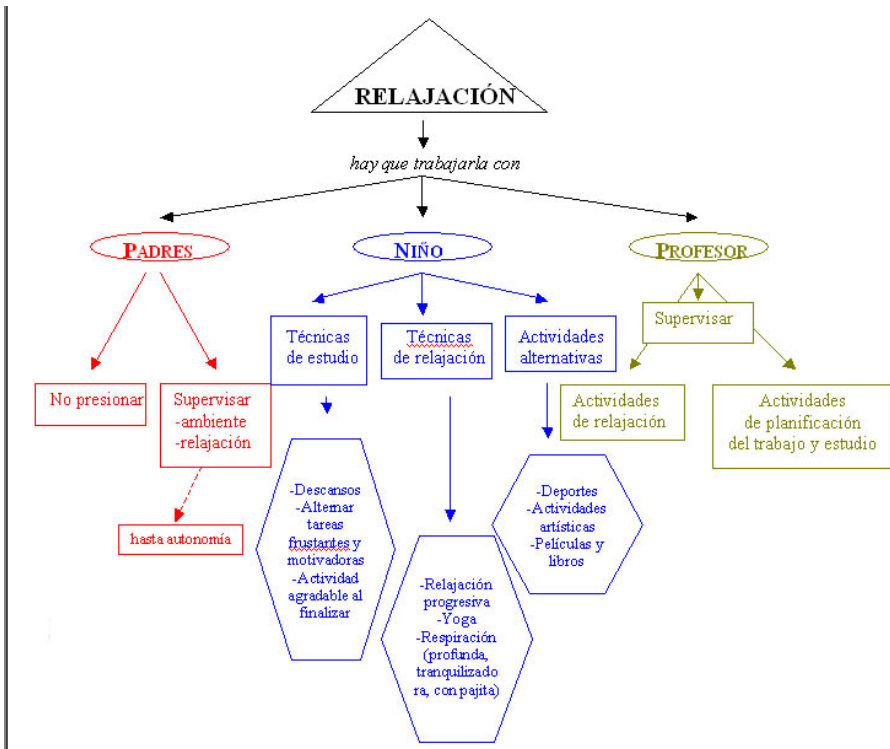 RELAJACIÓN
hay que trabajarla con
PADRES
NIÑO
PROFESOR
No presionar
Supervisar
-ambiente
-relajación
hasta autonomía
Técnicas
de estudio
Técnicas
de relajación
Actividades
alternativas
-Descansos
-Alternar
tareas
frustantes y
motivadoras
-Actividad
agradable al
finalizar
-Relajación
progresiva
-Yoga
-Respiración
(profunda,
tranquilizado
ra, con pajita)
-Deportes
-Actividades
artísticas
-Películas y
libros
Supervisar
Actividades
de relajación
Actividades
de planificación
del trabajo y estudio